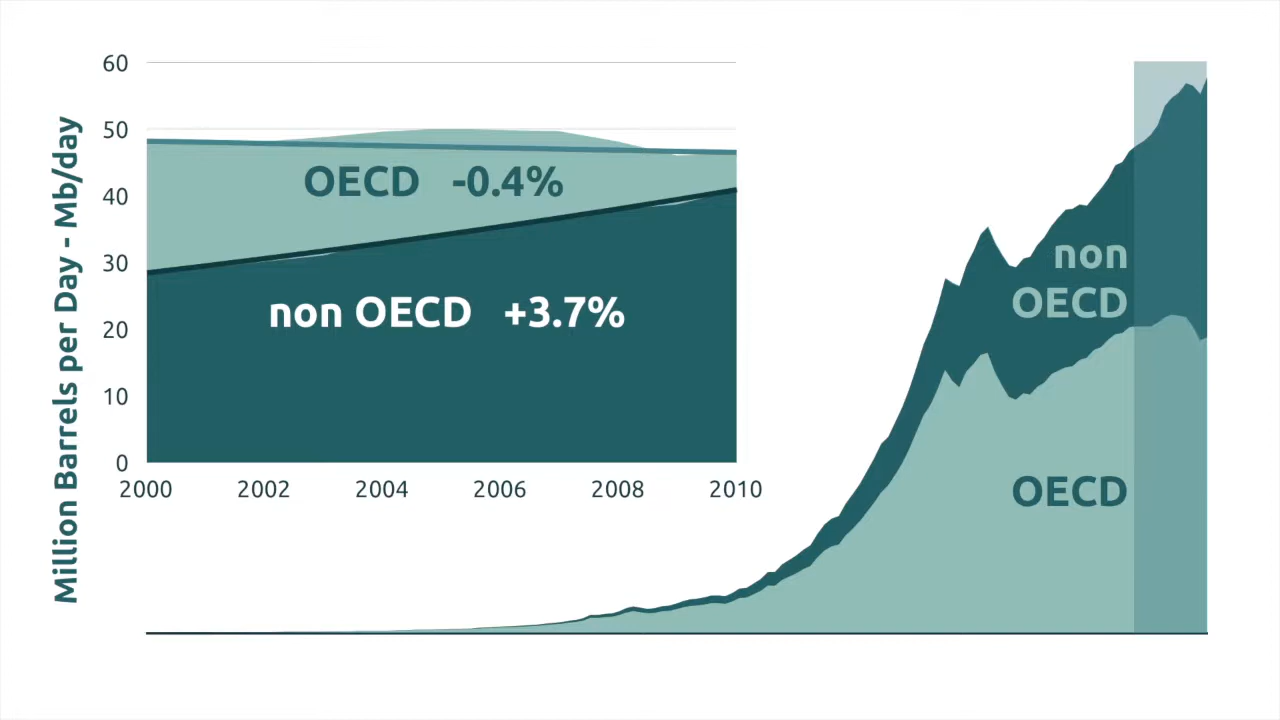 Million Barrels per Day - Mb/day
60
50
40
30
20
10
0
2000 2002 2004 2006 2008 2010
OECD -0.4%
non OECD +3.7%
non
OECD
OECD